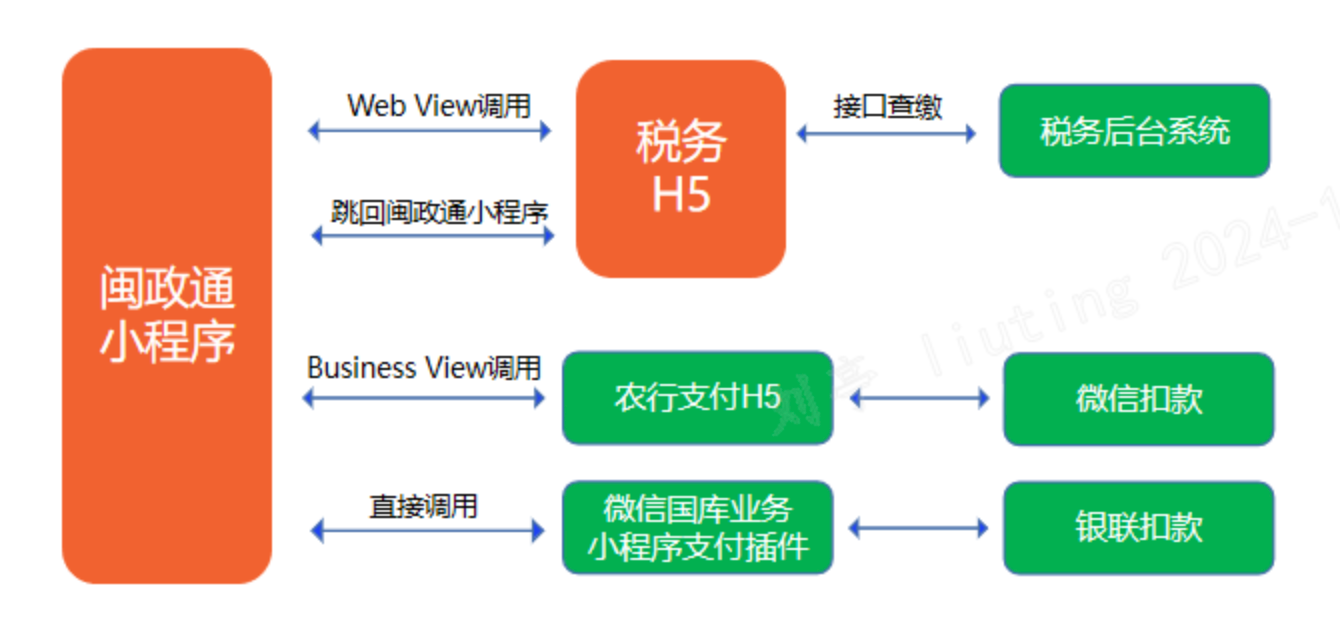 Web View调用
接口查缴
税务
H5
税务后台系统
跳回闽政通小程序
闽政通
小程序
Business View调用
农行支付H5
微信扣款
直接调用
微信国库业务
小程序支付插件
银联扣款
刘亭 liuting 2024-1